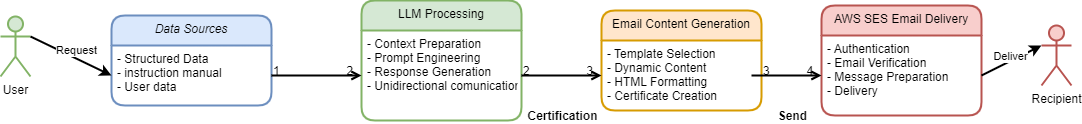 User
Request
Data Sources
- Structured Data
- instruction manual
- User data
1
2
LLM Processing
- Context Preparation
- Prompt Engineering
- Response Generation
- Unidirectional comunication
2
3
Certification
Email Content Generation
- Template Selection
- Dynamic Content
- HTML Formatting
- Certificate Creation
3
4
Send
AWS SES Email Delivery
- Authentication
- Email Verification
- Message Preparation
- Delivery
Deliver
Recipient